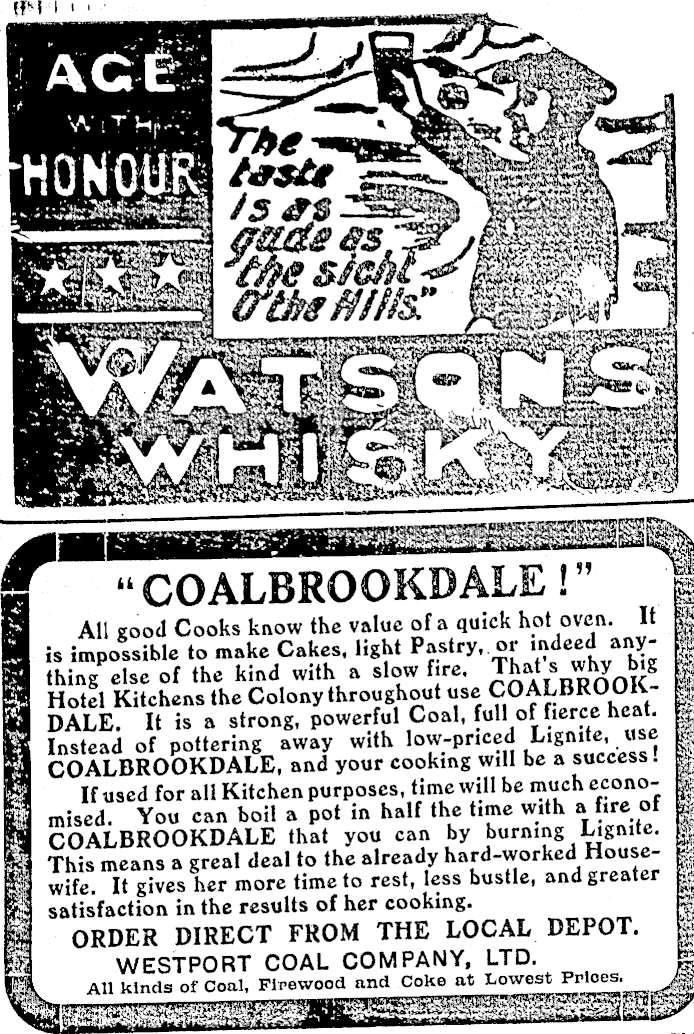 AGE
WITH
HONOUR
The
taste
is as
gude as
the sicht
O' the Hills."
WATSONS
WHISKY
"COALBROOKDALE!"
All good Cooks know the value of a quick hot oven. It
is impossible to make Cakes, light Pastry, or indeed any-
thing else of the kind with a slow fire. That's why big
Hotel Kitchens the Colony throughout use COALBROOK-
DALE. It is a strong, powerful Coal, full of fierce heat.
Instead of pottering away with low-priced Lignite, use
COALBROOKDALE, and your cooking will be a success!
If used for all Kitchen purposes, time will be much econo-
mised. You can boil a pot in half the time with a fire of
COALBROOKDALE that you can by burning Lignite.
This means a great deal to the already hard-worked House-
wife. It gives her more time to rest, less bustle, and greater
satisfaction in the results of her cooking.
ORDER DIRECT FROM THE LOCAL DEPOT.
WESTPORT COAL COMPANY, LTD.
All kinds of Coal, Firewood and Coke at Lowest Prices.